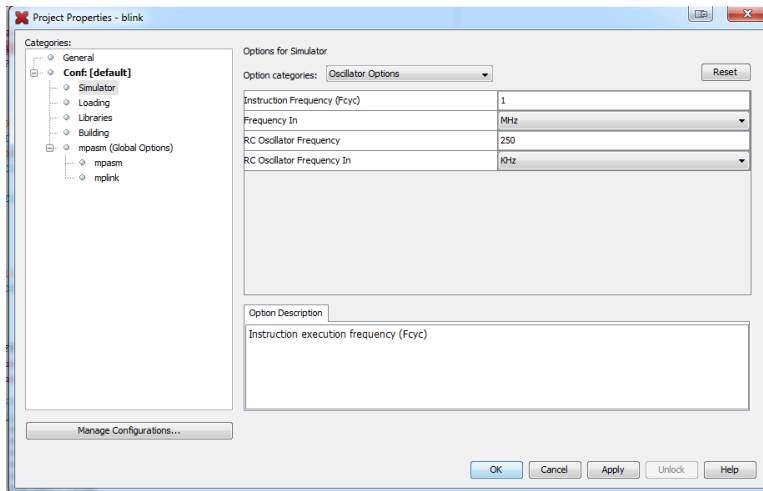 Project Properties - blink
Categories:
General
Conf: [default]
Simulator
Loading
Libraries
Building
mpasm (Global Options)
mpasm
mplink
Manage Configurations...
Options for Simulator
Option categories: Oscillator Options Reset
Instruction Frequency (Fcyc) 1
Frequency In MHz
RC Oscillator Frequency 250
RC Oscillator Frequency In KHz
Option Description
Instruction execution frequency (Fcyc)
OK Cancel Apply Unlock Help